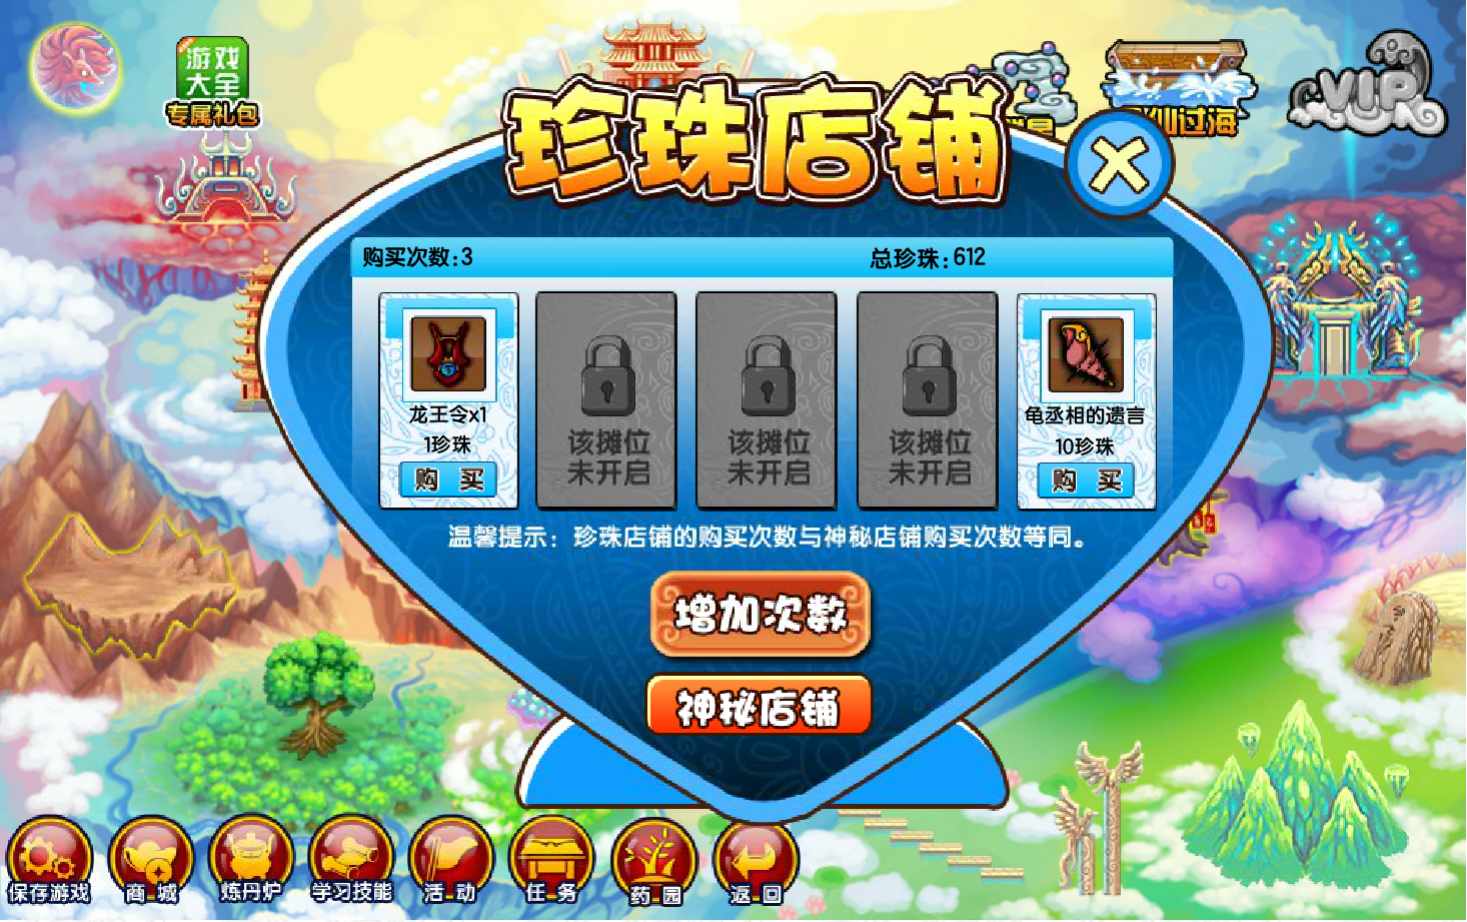 游戏
大全
专属礼包
仙过海
VIP
珍珠店铺
购买次数:3
总珍珠:612
龙王令x1
1珍珠
购 买
该摊位
未开启
该摊位
未开启
该摊位
未开启
龟丞相的遗言
10珍珠
购 买
温馨提示：珍珠店铺的购买次数与神秘店铺购买次数等同。
增加次数
神秘店铺
保存游戏
商 城
炼丹炉
学习技能
活 动
任 务
药 园
返 回